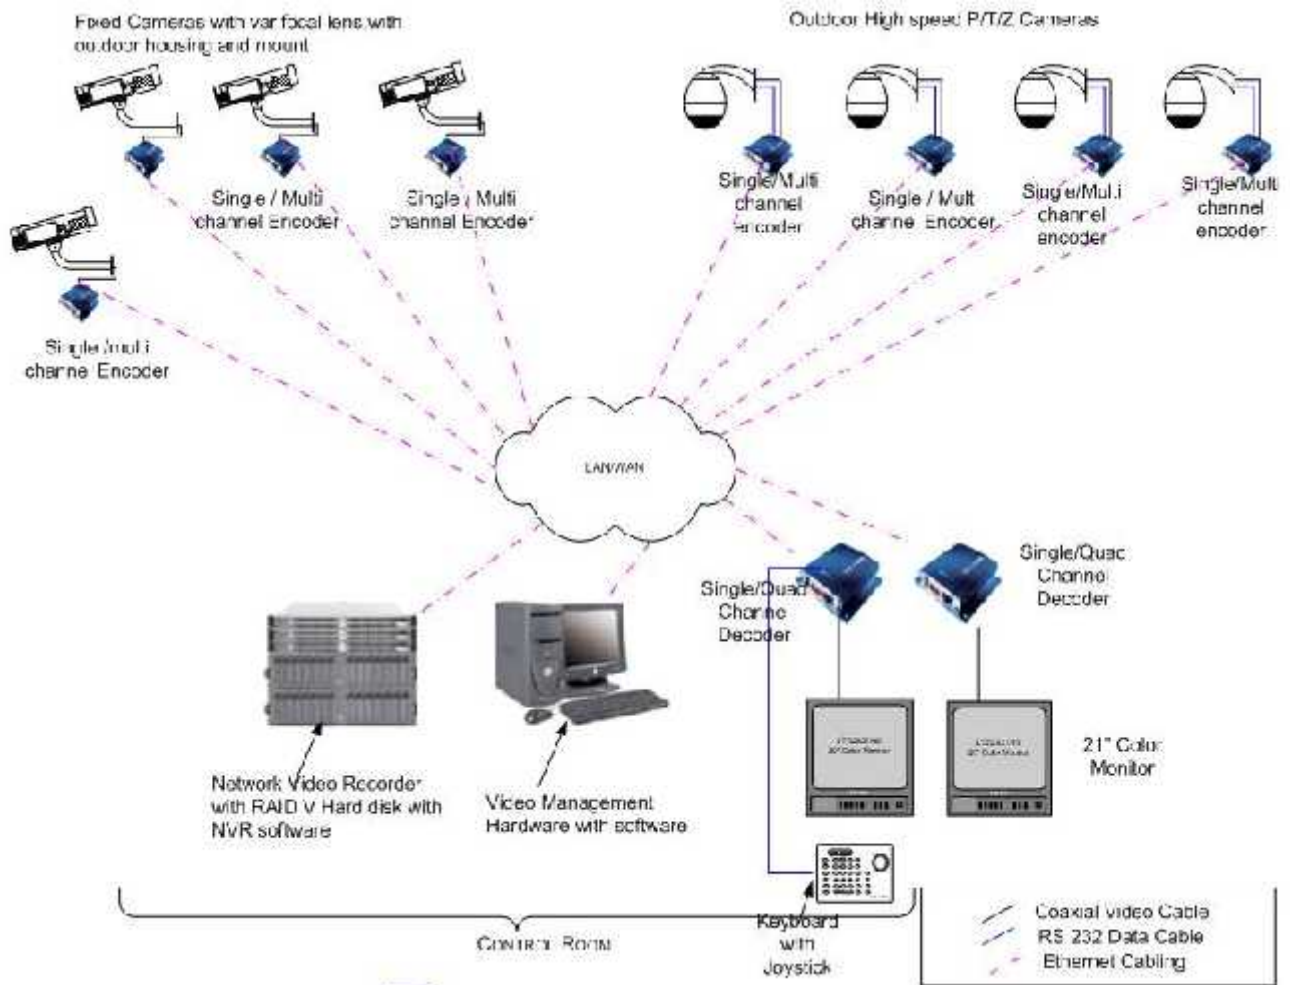 Fixed Cameras with var focal lens with
outdoor housing and mount
Outdoor High speed P/T/Z Cameras
Single / Multi
channel Encoder
Single / Multi
channel Encoder
Single/Multi
channel
encoder
Single / Mult
channel Encoder
Single/Multi
channel
encoder
Single/Multi
channel
encoder
Single /multi
channel Encoder
LAN/WAN
Single/Quad
Channel
Decoder
Single/Quad
Channel
Decoder
21" Color
Monitor
Network Video Recorder
with RAID V Hard disk with
NVR software
Video Management
Hardware with software
Keyboard
with
Joystick
CONTROL ROOM
Coaxial Video Cable
RS 232 Data Cable
Ethernet Cabling